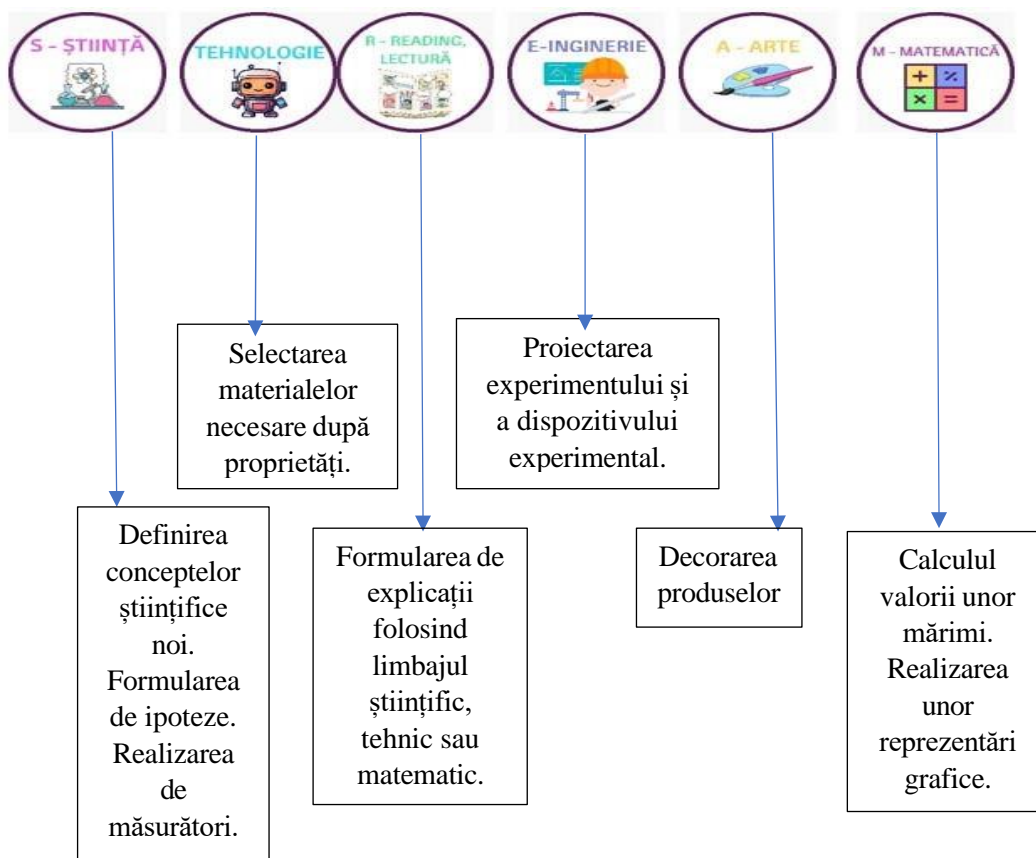 S - ȘTIINȚĂ
TEHNOLOGIE
R - READING,
LECTURĂ
E-INGINERIE
A - ARTE
M - MATEMATICĂ
Selectarea
materialelor
necesare după
proprietăți.
Proiectarea
experimentului și
a dispozitivului
experimental.
Definirea
conceptelor
științifice
noi.
Formularea
de ipoteze.
Realizarea
de
măsurători.
Formularea de
explicații
folosind
limbajul
științific,
tehnic sau
matematic.
Decorarea
produselor
Calculul
valorii unor
mărimi.
Realizarea
unor
reprezentări
grafice.